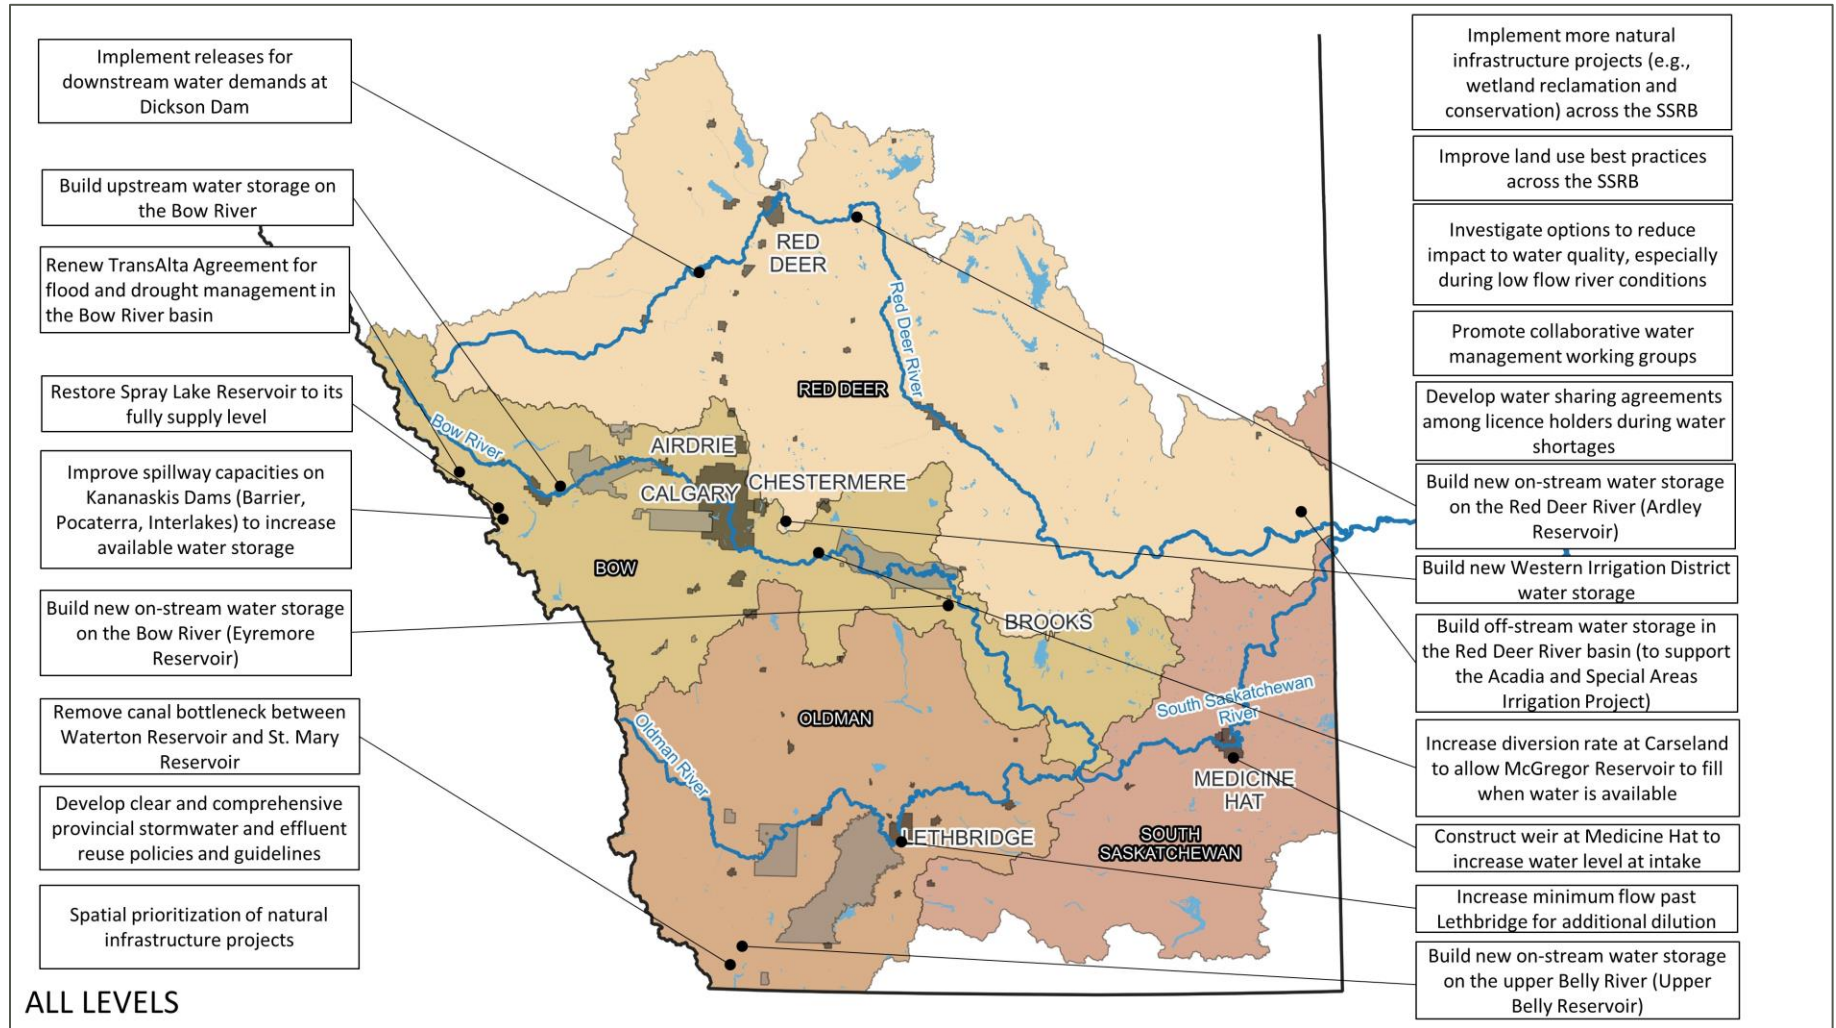 Implement releases for
downstream water demands at
Dickson Dam
Build upstream water storage on
the Bow River
Renew TransAlta Agreement for
flood and drought management in
the Bow River basin
Restore Spray Lake Reservoir to its
fully supply level
Improve spillway capacities on
Kananaskis Dams (Barrier,
Pocaterra, Interlakes) to increase
available water storage
Build new on-stream water storage
on the Bow River (Eyremore
Reservoir)
Remove canal bottleneck between
Waterton Reservoir and St. Mary
Reservoir
Develop clear and comprehensive
provincial stormwater and effluent
reuse policies and guidelines
Spatial prioritization of natural
infrastructure projects
ALL LEVELS
RED
DEER
Red Deer River
RED DEER
Bow River
AIRDRIE
CALGARY
CHESTERMERE
BOW
BROOKS
Oldman River
OLDMAN
South Saskatchewan
River
MEDICINE
HAT
LETHBRIDGE
SOUTH
SASKATCHEWAN
Implement more natural
infrastructure projects (e.g.,
wetland reclamation and
conservation) across the SSRB
Improve land use best practices
across the SSRB
Investigate options to reduce
impact to water quality, especially
during low flow river conditions
Promote collaborative water
management working groups
Develop water sharing agreements
among licence holders during water
shortages
Build new on-stream water storage
on the Red Deer River (Ardley
Reservoir)
Build new Western Irrigation District
water storage
Build off-stream water storage in
the Red Deer River basin (to support
the Acadia and Special Areas
Irrigation Project)
Increase diversion rate at Carseland
to allow McGregor Reservoir to fill
when water is available
Construct weir at Medicine Hat to
increase water level at intake
Increase minimum flow past
Lethbridge for additional dilution
Build new on-stream water storage
on the upper Belly River (Upper
Belly Reservoir)